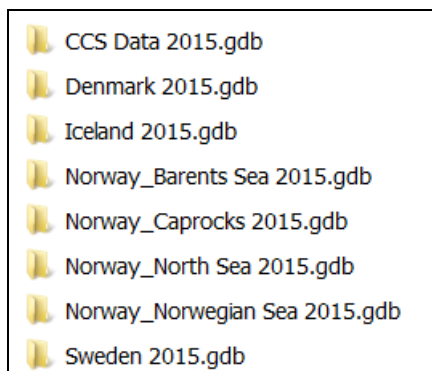 CCS Data 2015.gdb
Denmark 2015.gdb
Iceland 2015.gdb
Norway_Barents Sea 2015.gdb
Norway_Caprocks 2015.gdb
Norway_North Sea 2015.gdb
Norway_Norwegian Sea 2015.gdb
Sweden 2015.gdb